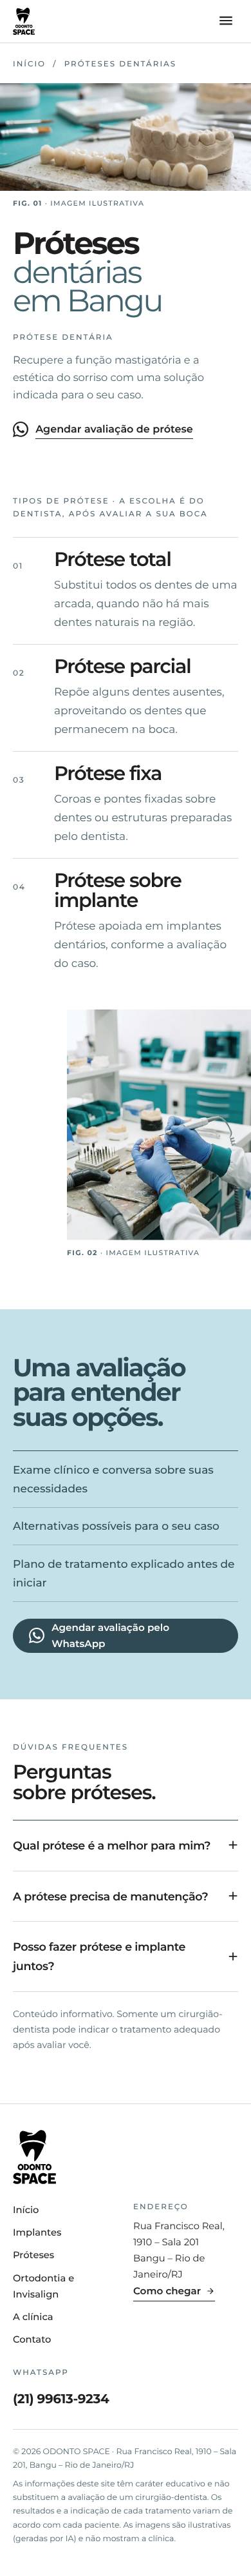 ODONTO
SPACE
INÍCIO / PRÓTESES DENTÁRIAS
FIG. 01 · IMAGEM ILUSTRATIVA
Próteses
dentárias
em Bangu
PRÓTESE DENTÁRIA
Recupere a função mastigatória e a
estética do sorriso com uma solução
indicada para o seu caso.
Agendar avaliação de prótese
TIPOS DE PRÓTESE · A ESCOLHA É DO
DENTISTA, APÓS AVALIAR A SUA BOCA
01
Prótese total
Substitui todos os dentes de uma
arcada, quando não há mais
dentes naturais na região.
02
Prótese parcial
Repõe alguns dentes ausentes,
aproveitando os dentes que
permanecem na boca.
03
Prótese fixa
Coroas e pontes fixadas sobre
dentes ou estruturas preparadas
pelo dentista.
04
Prótese sobre
implante
Prótese apoiada em implantes
dentários, conforme a avaliação
do caso.
FIG. 02 · IMAGEM ILUSTRATIVA
Uma avaliação
para entender
suas opções.
Exame clínico e conversa sobre suas
necessidades
Alternativas possíveis para o seu caso
Plano de tratamento explicado antes de
iniciar
Agendar avaliação pelo
WhatsApp
DÚVIDAS FREQUENTES
Perguntas
sobre próteses.
Qual prótese é a melhor para mim? +
A prótese precisa de manutenção? +
Posso fazer prótese e implante
juntos? +
Conteúdo informativo. Somente um cirurgião-
dentista pode indicar o tratamento adequado
após avaliar você.
ODONTO
SPACE
Início
Implantes
Próteses
Ortodontia e
Invisalign
A clínica
Contato
ENDEREÇO
Rua Francisco Real,
1910 – Sala 201
Bangu – Rio de
Janeiro/RJ
Como chegar →
WHATSAPP
(21) 99613-9234
© 2026 ODONTO SPACE · Rua Francisco Real, 1910 – Sala
201, Bangu – Rio de Janeiro/RJ
As informações deste site têm caráter educativo e não
substituem a avaliação de um cirurgião-dentista. Os
resultados e a indicação de cada tratamento variam de
acordo com cada paciente. As imagens são ilustrativas
(geradas por IA) e não mostram a clínica.